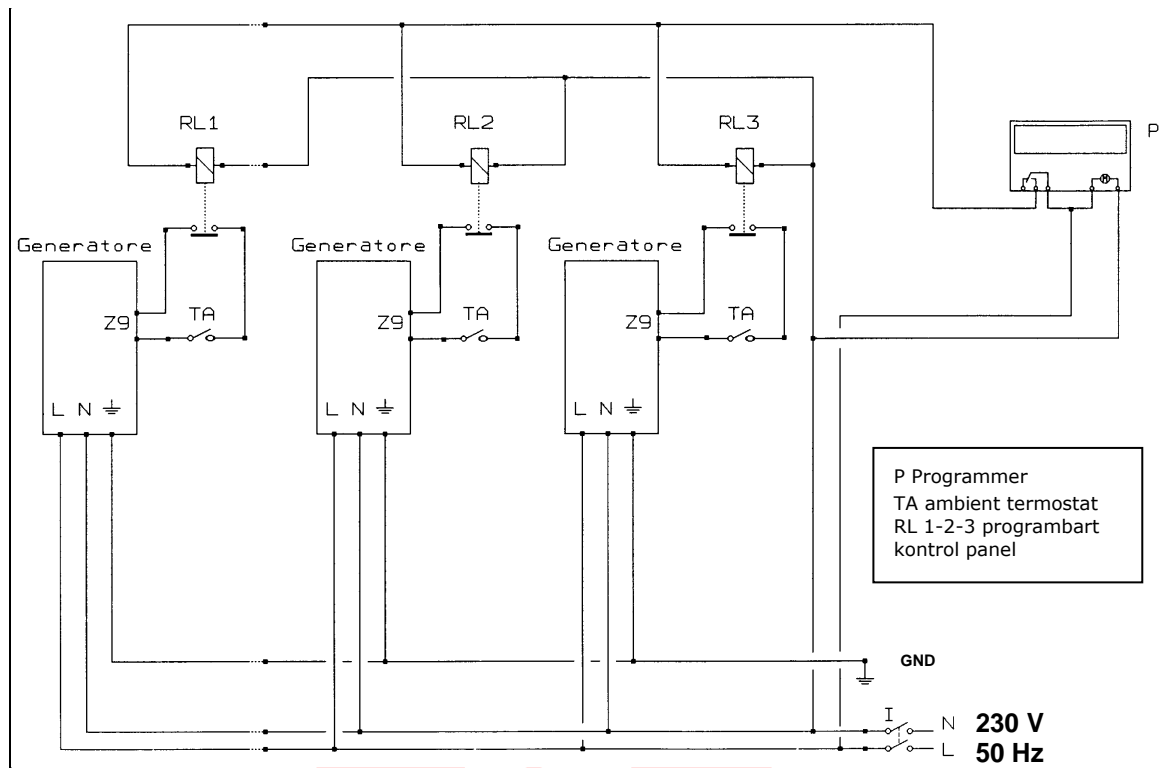 RL1
RL2
RL3
P
Generatore
Generatore
Generatore
Z9
TA
Z9
TA
Z9
TA
L N
L N
L N
P Programmer
TA ambient termostat
RL 1-2-3 programbart
kontrol panel
GND
I
N 230 V
L 50 Hz